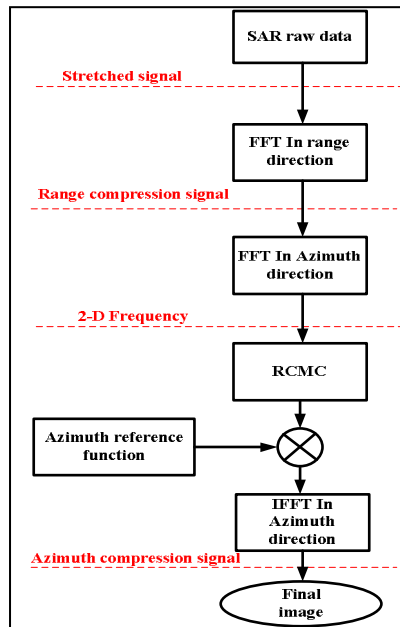 SAR raw data
Stretched signal
FFT In range
direction
Range compression signal
FFT In Azimuth
direction
2-D Frequency
RCMC
Azimuth reference
function
IFFT In
Azimuth
direction
Azimuth compression signal
Final
image